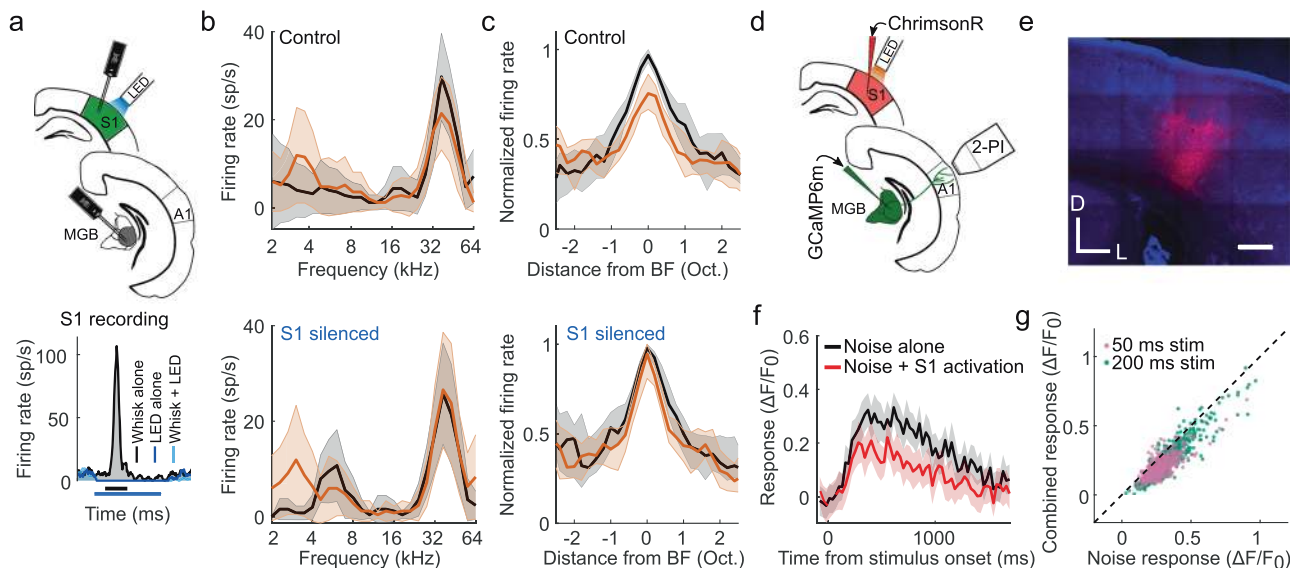 a
LED
S1
A1
MGB
S1 recording
Firing rate (sp/s)
100
50
0
Whisk alone
LED alone
Whisk + LED
Time (ms)
b
Control
Firing rate (sp/s)
40
20
0
2 4 8 16 32 64
Frequency (kHz)
S1 silenced
Firing rate (sp/s)
40
20
0
2 4 8 16 32 64
Frequency (kHz)
c
Control
Normalized firing rate
1
0.5
0
-2 -1 0 1 2
Distance from BF (Oct.)
S1 silenced
Normalized firing rate
1
0.5
0
-2 -1 0 1 2
Distance from BF (Oct.)
d
ChrimsonR
LED
S1
2-PI
A1
MGB
GCaMP6m
e
D
L
f
Noise alone
Noise + S1 activation
Response (ΔF/F0)
0.6
0.4
0.2
0
0 1000
Time from stimulus onset (ms)
g
50 ms stim
200 ms stim
Combined response (ΔF/F0)
1
0.5
0
0 0.5 1
Noise response (ΔF/F0)